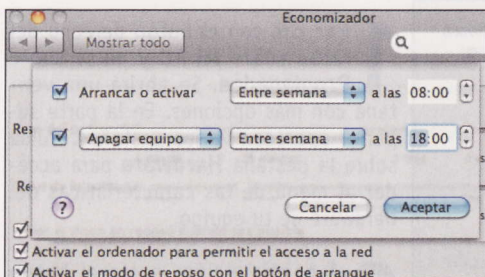 Economizador
Mostrar todo
Arrancar o activar Entre semana a las 08:00
Apagar equipo Entre semana a las 18:00
Re
? Cancelar Aceptar
Activar el ordenador para permitir el acceso a la red
Activar el modo de reposo con el botón de arranque